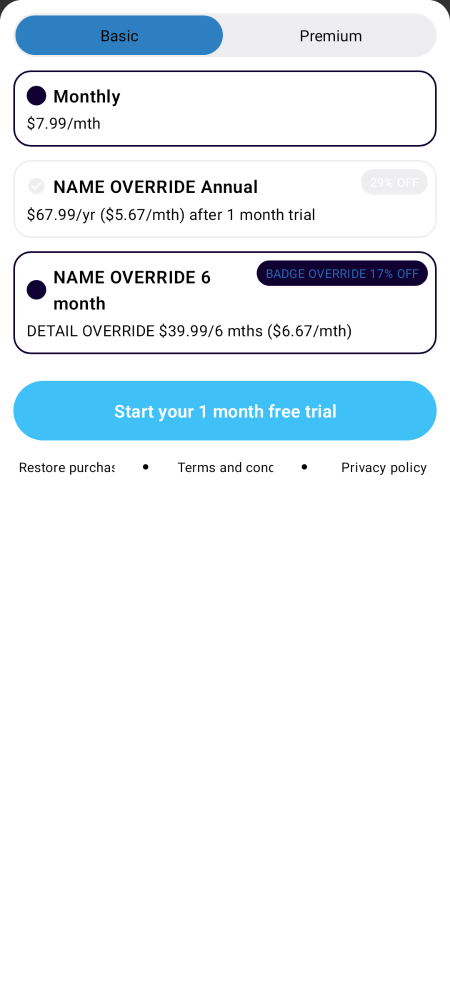 Basic
Premium
Monthly
$7.99/mth
29% OFF
NAME OVERRIDE Annual
$67.99/yr ($5.67/mth) after 1 month trial
BADGE OVERRIDE 17% OFF
NAME OVERRIDE 6
month
DETAIL OVERRIDE $39.99/6 mths ($6.67/mth)
Start your 1 month free trial
Restore purchas
Terms and conc
Privacy policy